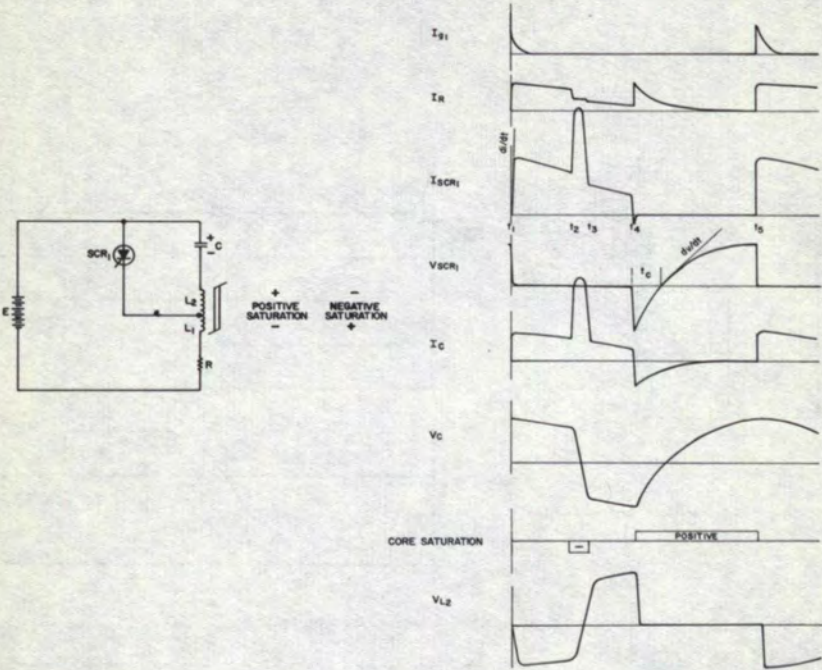 Ig1
IR
di/dt
ISCR1
t1 t2 t3 t4 t5
VSCR1
tc
dv/dt
IC
VC
CORE SATURATION
POSITIVE
−
VL2
E
SCR1
+
C
−
L2
L1
R
+ −
POSITIVE NEGATIVE
SATURATION SATURATION
− +